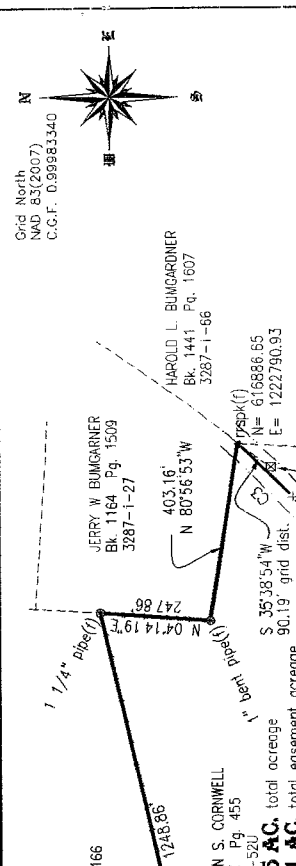 Grid North
NAD 83(2007)
C.G.F. 0.99983340
N
S
HAROLD L. BUMGARDNER
Bk. 1441 Pg. 1607
3287-i-66
JERRY W BUMGARNER
Bk. 1164 Pg. 1509
3287-i-27
1 1/4" pipe(f)
403.16'
N 80°56'53"W
rrspk(f)
N= 616886.65
E= 1222790.93
247.86'
N 04°14'19"E
C3
S 35°38'54"W
90.19' grid dist.
1" bent pipe(f)
166
1248.86'
N S. CORNWELL
Pg. 455
-52U
5 AC. total acreage
AC. total easement acreage